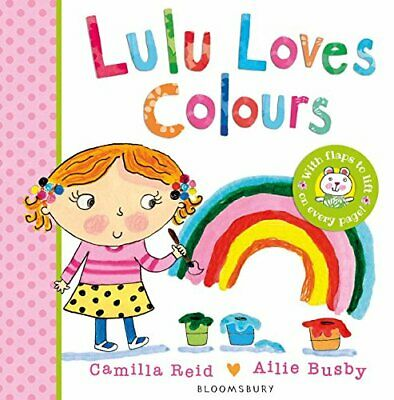 Lulu Loves
Colours
With flaps to lift
on every page!
Camilla Reid Ailie Busby
BLOOMSBURY